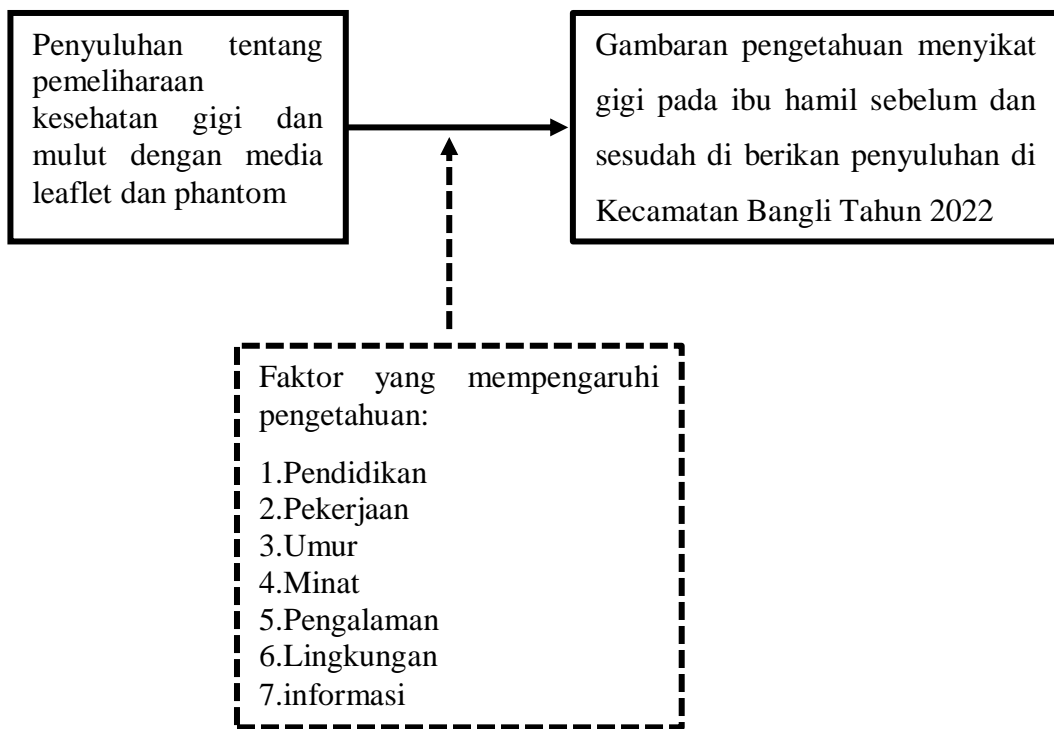 Penyuluhan tentang
pemeliharaan
kesehatan gigi dan
mulut dengan media
leaflet dan phantom
Gambaran pengetahuan menyikat
gigi pada ibu hamil sebelum dan
sesudah di berikan penyuluhan di
Kecamatan Bangli Tahun 2022
Faktor yang mempengaruhi
pengetahuan:
1.Pendidikan
2.Pekerjaan
3.Umur
4.Minat
5.Pengalaman
6.Lingkungan
7.informasi